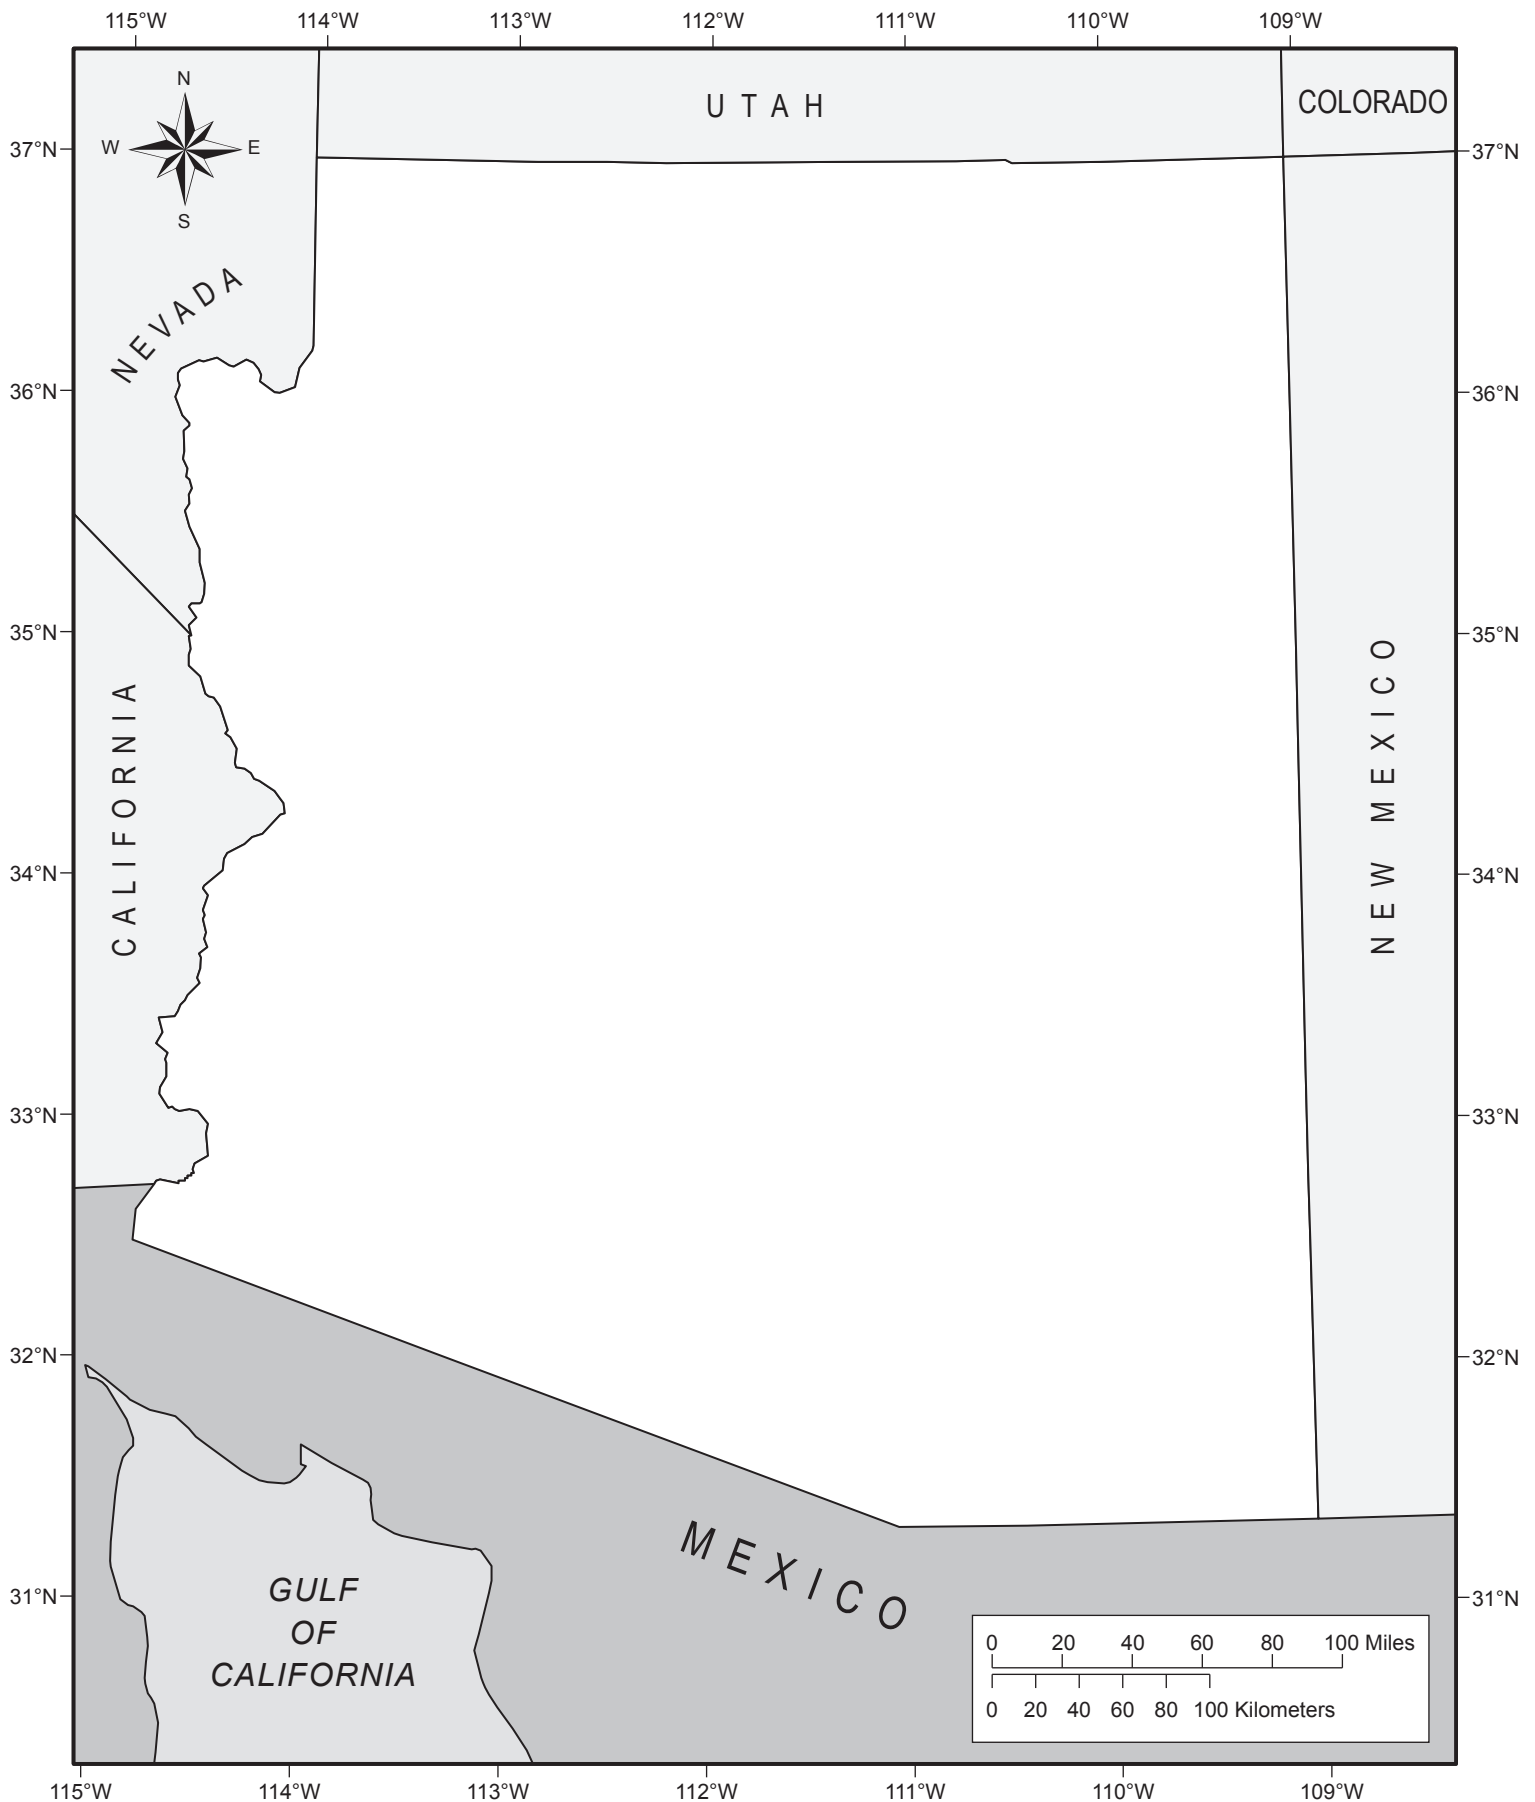 115°W 114°W 113°W 112°W 111°W 110°W 109°W
N
W E
S
UTAH
COLORADO
37°N 37°N
NEVADA
36°N 36°N
35°N 35°N
CALIFORNIA
NEW MEXICO
34°N 34°N
33°N 33°N
32°N 32°N
MEXICO
31°N 31°N
GULF
OF
CALIFORNIA
0 20 40 60 80 100 Miles
0 20 40 60 80 100 Kilometers
115°W 114°W 113°W 112°W 111°W 110°W 109°W